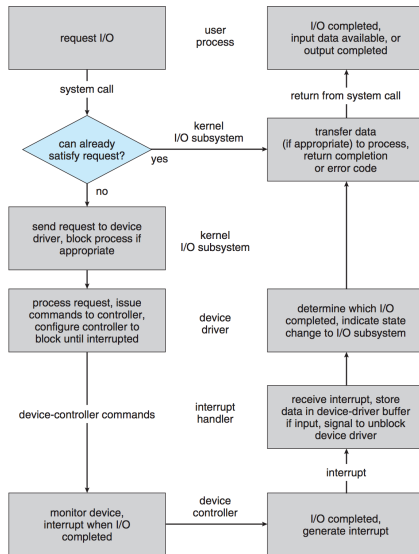 request I/O
user
process
I/O completed,
input data available, or
output completed
system call
return from system call
can already
satisfy request?
yes
no
kernel
I/O subsystem
transfer data
(if appropriate) to process,
return completion
or error code
send request to device
driver, block process if
appropriate
kernel
I/O subsystem
process request, issue
commands to controller,
configure controller to
block until interrupted
device
driver
determine which I/O
completed, indicate state
change to I/O subsystem
device-controller commands
interrupt
handler
receive interrupt, store
data in device-driver buffer
if input, signal to unblock
device driver
interrupt
monitor device,
interrupt when I/O
completed
device
controller
I/O completed,
generate interrupt